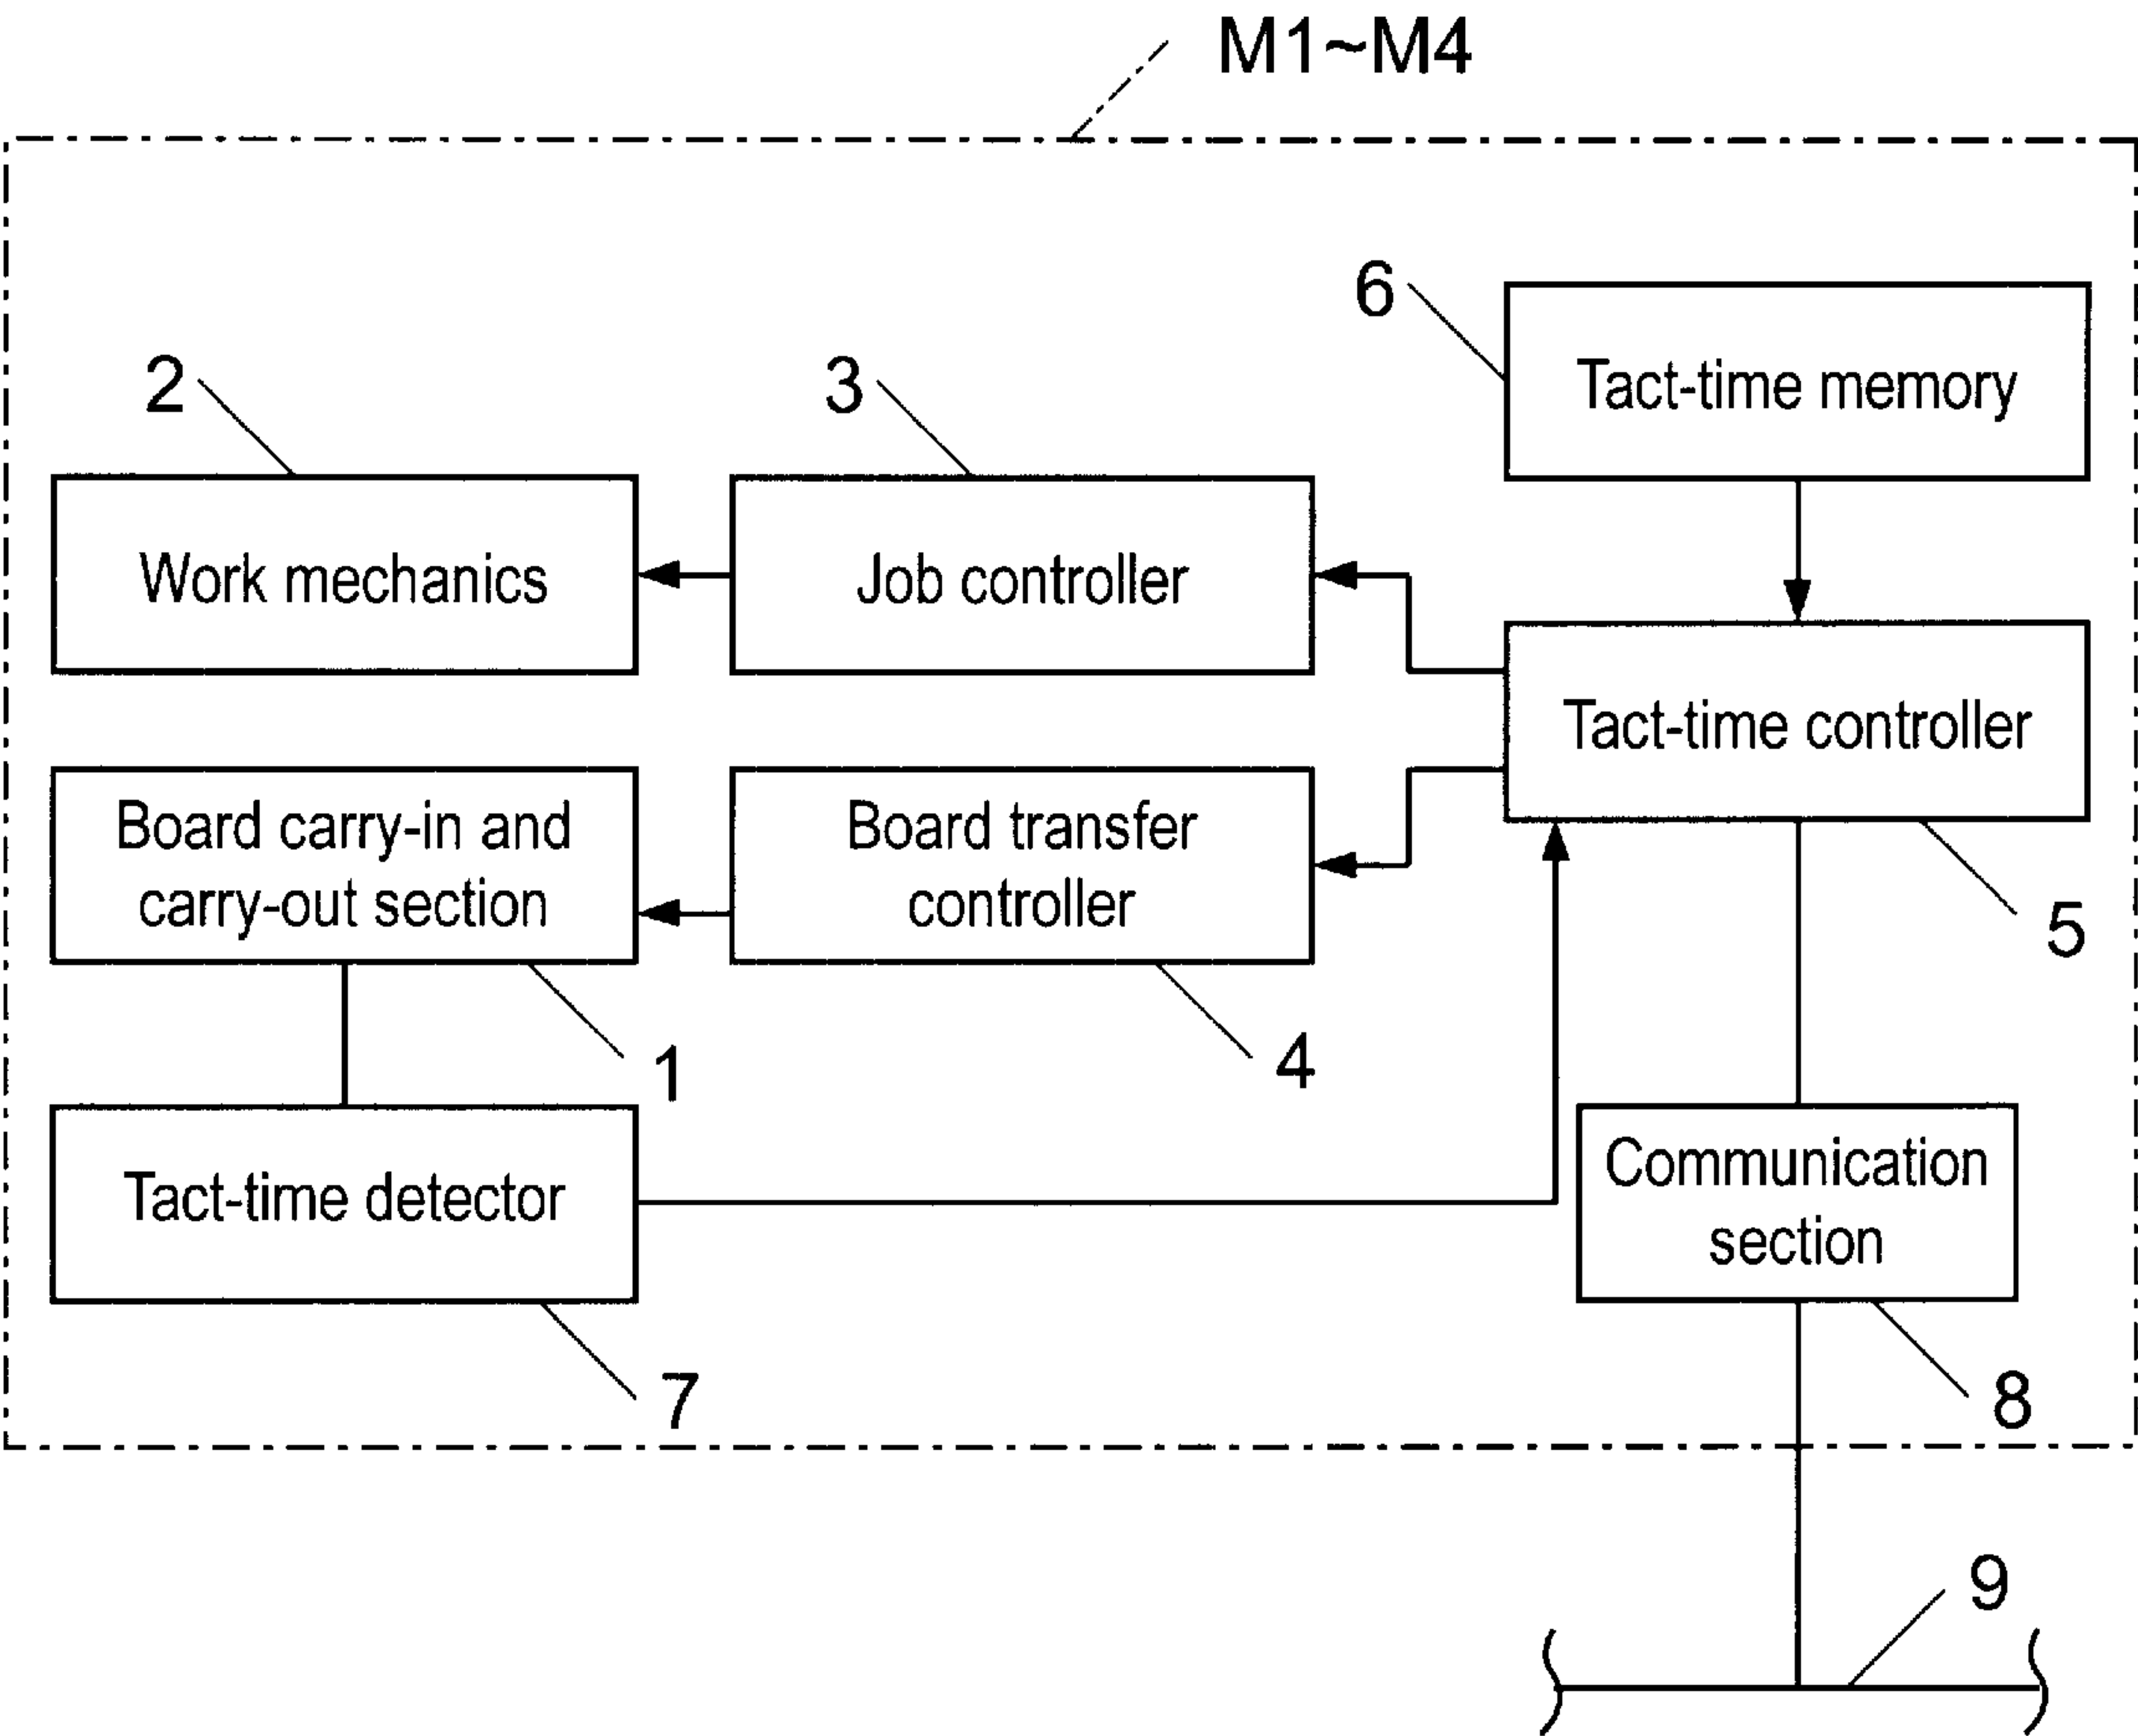 M1~M4
6
Tact-time memory
2
3
Work mechanics
Job controller
Tact-time controller
5
Board carry-in and
carry-out section
Board transfer
controller
1
4
Tact-time detector
Communication
section
7
8
9